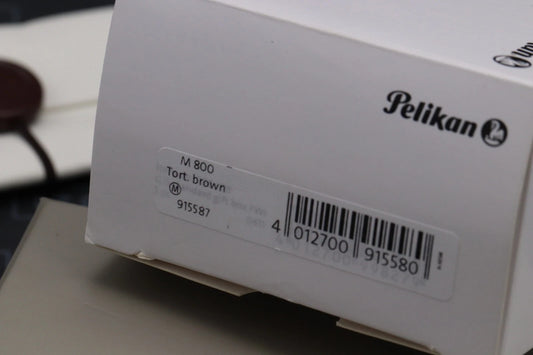 Pelikan
M 800
Tort. brown
M
915587
4 012700 915580